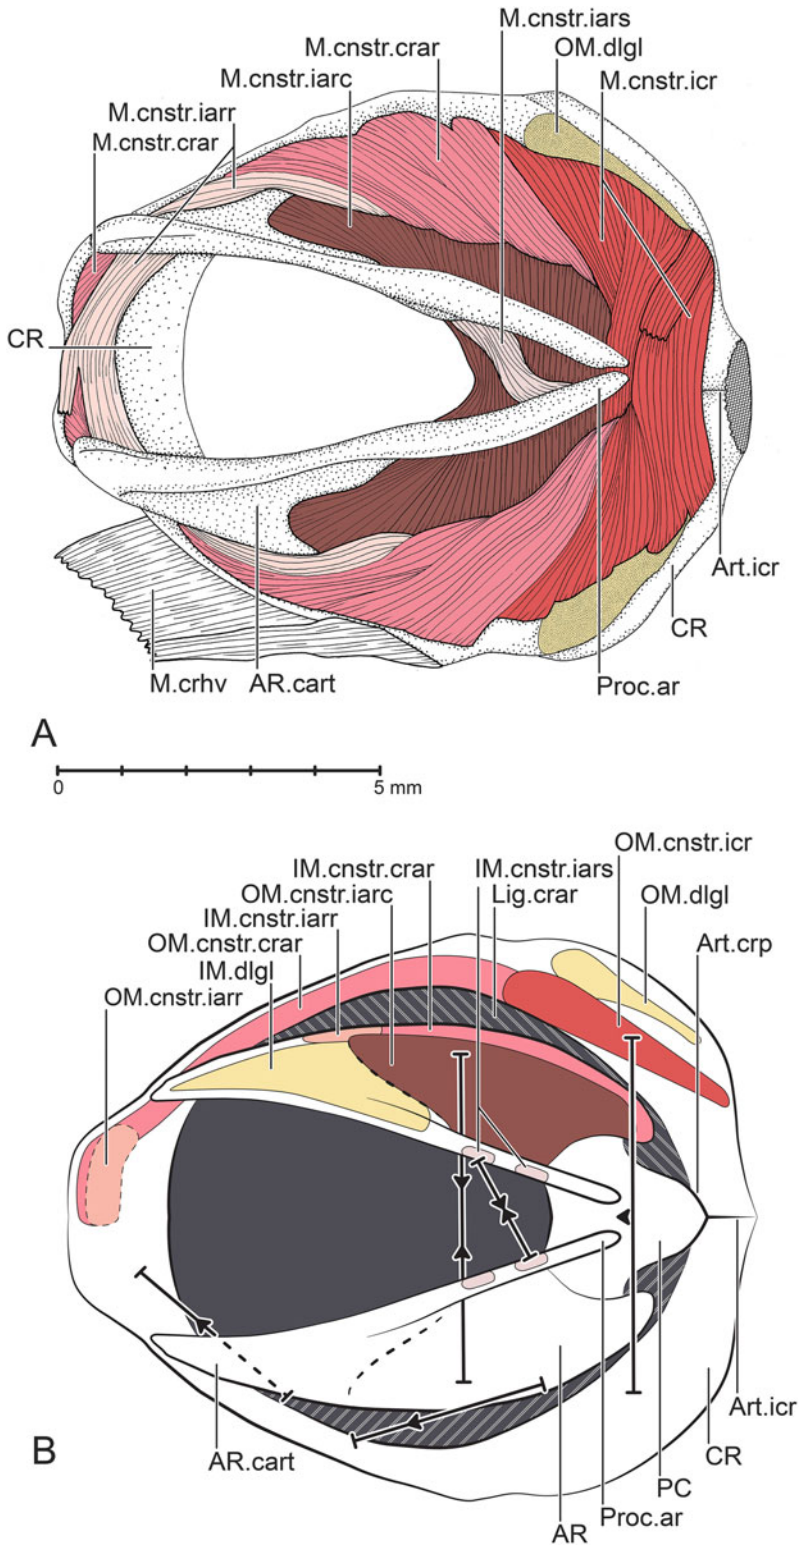 M.cnstr.iars
M.cnstr.crar
OM.dlgl
M.cnstr.iarc
M.cnstr.icr
M.cnstr.iarr
M.cnstr.crar
CR
Art.icr
CR
M.crhv
AR.cart
Proc.ar
A
0
5 mm
OM.cnstr.icr
IM.cnstr.crar
IM.cnstr.iars
OM.cnstr.iarc
Lig.crar
OM.dlgl
IM.cnstr.iarr
OM.cnstr.crar
Art.crp
IM.dlgl
OM.cnstr.iarr
Art.icr
B
AR.cart
CR
PC
Proc.ar
AR